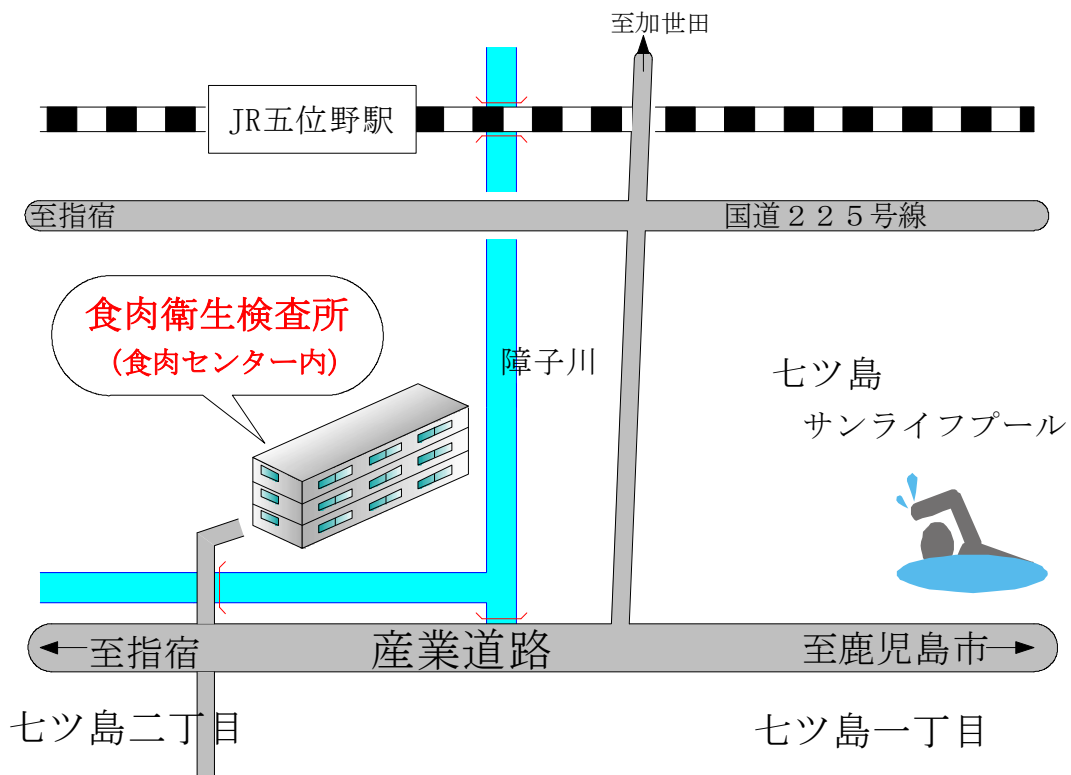 至加世田
JR五位野駅
至指宿
国道２２５号線
食肉衛生検査所
(食肉センター内)
障子川
七ツ島
サンライフプール
至指宿
産業道路
至鹿児島市
七ツ島二丁目
七ツ島一丁目